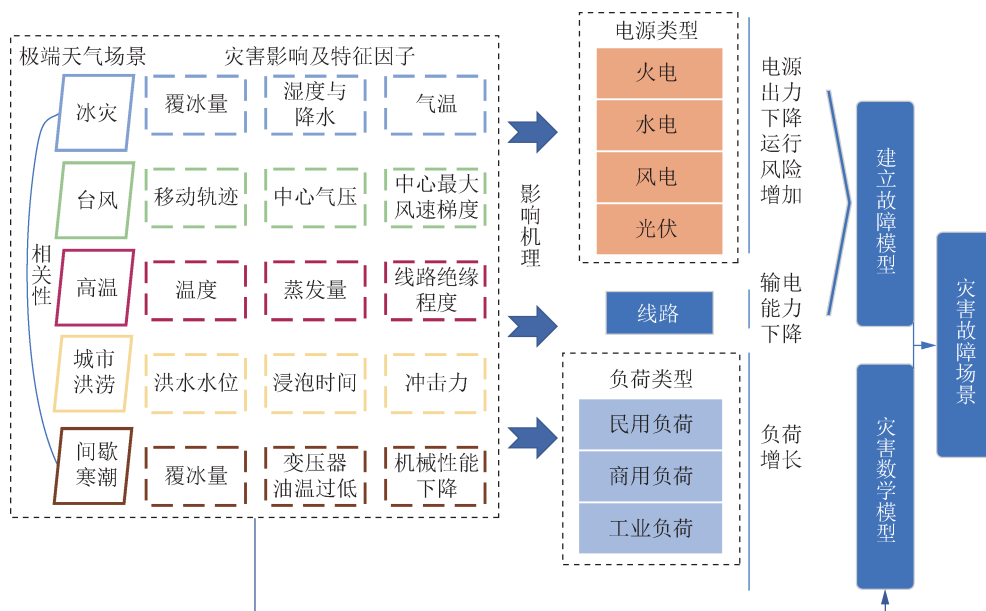 极端天气场景
灾害影响及特征因子
冰灾
覆冰量
湿度与
降水
气温
台风
移动轨迹
中心气压
中心最大
风速梯度
高温
温度
蒸发量
线路绝缘
程度
城市
洪涝
洪水水位
浸泡时间
冲击力
间歇
寒潮
覆冰量
变压器
油温过低
机械性能
下降
相关性
影响机理
电源类型
火电
水电
风电
光伏
线路
负荷类型
民用负荷
商用负荷
工业负荷
电源
出力
下降
运行
风险
增加
输电
能力
下降
负荷
增长
建立故障模型
灾害数学模型
灾害故障场景